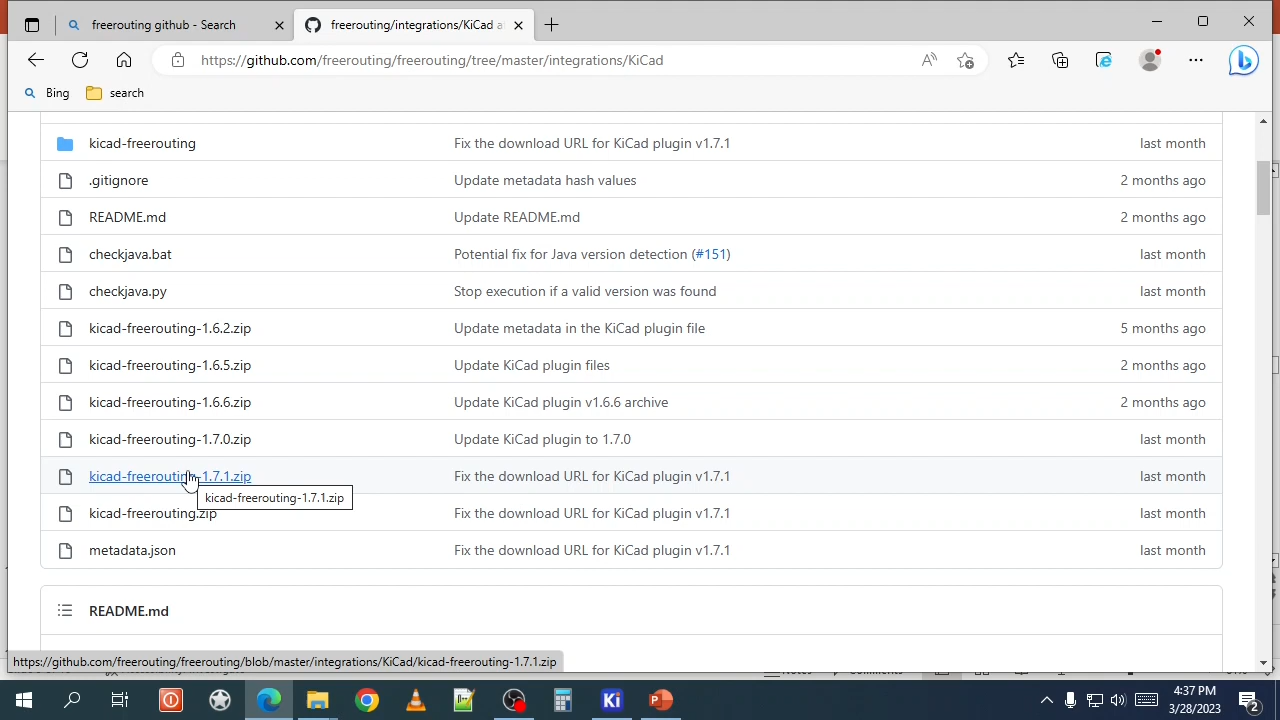 freerouting github - Search
freerouting/integrations/KiCad a
https://github.com/freerouting/freerouting/tree/master/integrations/KiCad
Bing
search
kicad-freerouting Fix the download URL for KiCad plugin v1.7.1 last month
.gitignore Update metadata hash values 2 months ago
README.md Update README.md 2 months ago
checkjava.bat Potential fix for Java version detection (#151) last month
checkjava.py Stop execution if a valid version was found last month
kicad-freerouting-1.6.2.zip Update metadata in the KiCad plugin file 5 months ago
kicad-freerouting-1.6.5.zip Update KiCad plugin files 2 months ago
kicad-freerouting-1.6.6.zip Update KiCad plugin v1.6.6 archive 2 months ago
kicad-freerouting-1.7.0.zip Update KiCad plugin to 1.7.0 last month
kicad-freerouting-1.7.1.zip Fix the download URL for KiCad plugin v1.7.1 last month
kicad-freerouting-1.7.1.zip
kicad-freerouting.zip Fix the download URL for KiCad plugin v1.7.1 last month
metadata.json Fix the download URL for KiCad plugin v1.7.1 last month
README.md
https://github.com/freerouting/freerouting/blob/master/integrations/KiCad/kicad-freerouting-1.7.1.zip
Ki
4:37 PM
3/28/2023
2